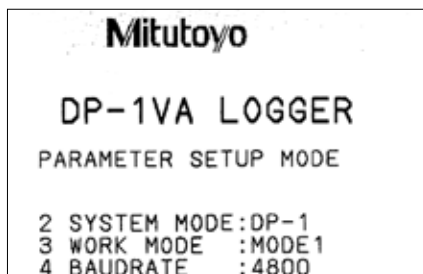 Mitutoyo
DP-1VA LOGGER
PARAMETER SETUP MODE
2 SYSTEM MODE:DP-1
3 WORK MODE :MODE1
4 BAUDRATE :4800